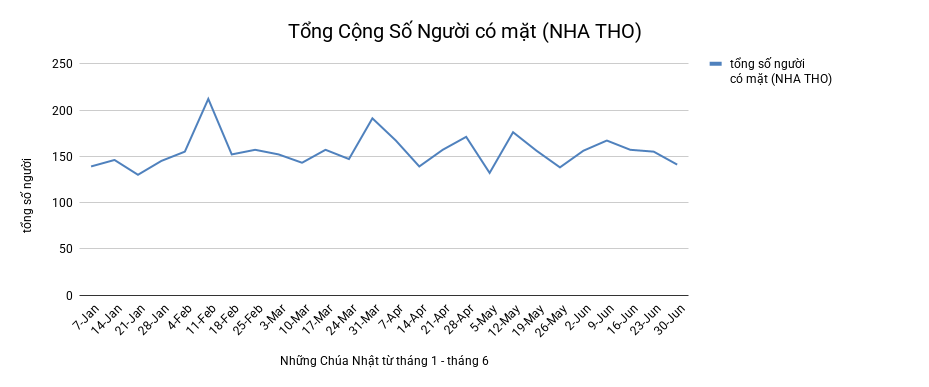 Tổng Cộng Số Người có mặt (NHA THO)
tổng số người
có mặt (NHA THO)
250
200
150
100
50
0
tổng số người
7-Jan
14-Jan
21-Jan
28-Jan
4-Feb
11-Feb
18-Feb
25-Feb
3-Mar
10-Mar
17-Mar
24-Mar
31-Mar
7-Apr
14-Apr
21-Apr
28-Apr
5-May
12-May
19-May
26-May
2-Jun
9-Jun
16-Jun
23-Jun
30-Jun
Những Chúa Nhật từ tháng 1 - tháng 6